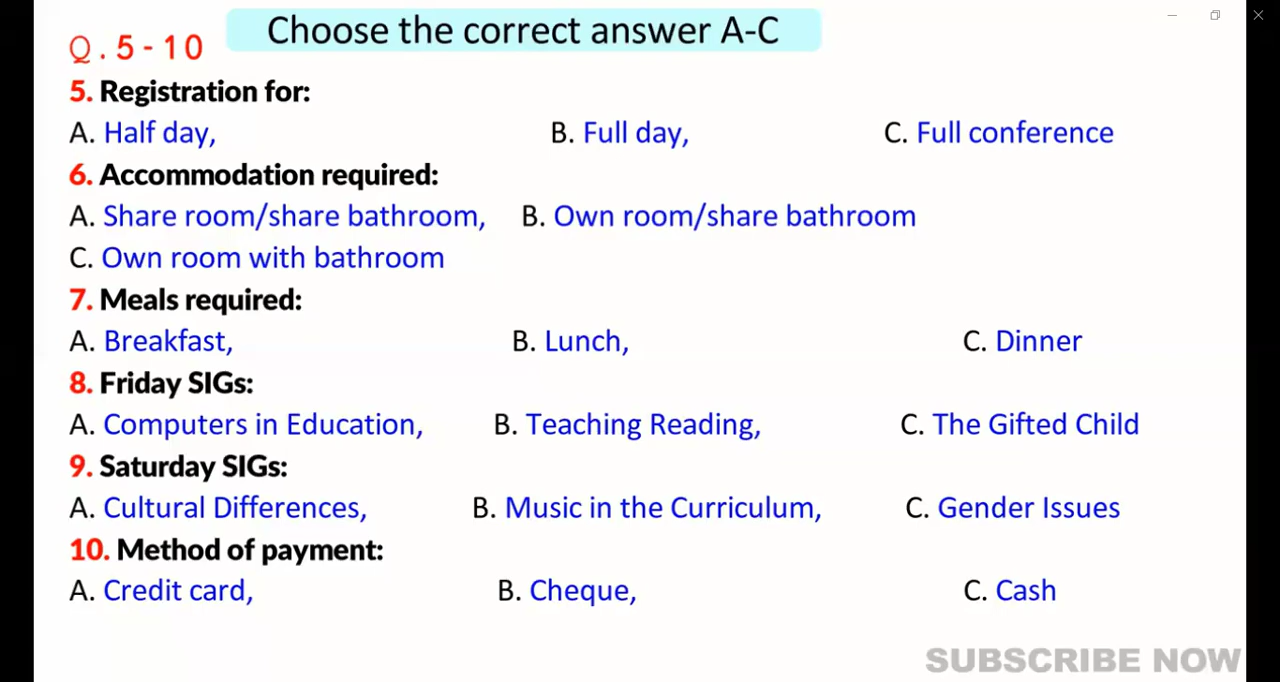 Choose the correct answer A-C
Q. 5-10
5. Registration for:
A. Half day, B. Full day, C. Full conference
6. Accommodation required:
A. Share room/share bathroom, B. Own room/share bathroom
C. Own room with bathroom
7. Meals required:
A. Breakfast, B. Lunch, C. Dinner
8. Friday SIGs:
A. Computers in Education, B. Teaching Reading, C. The Gifted Child
9. Saturday SIGs:
A. Cultural Differences, B. Music in the Curriculum, C. Gender Issues
10. Method of payment:
A. Credit card, B. Cheque, C. Cash
SUBSCRIBE NOW